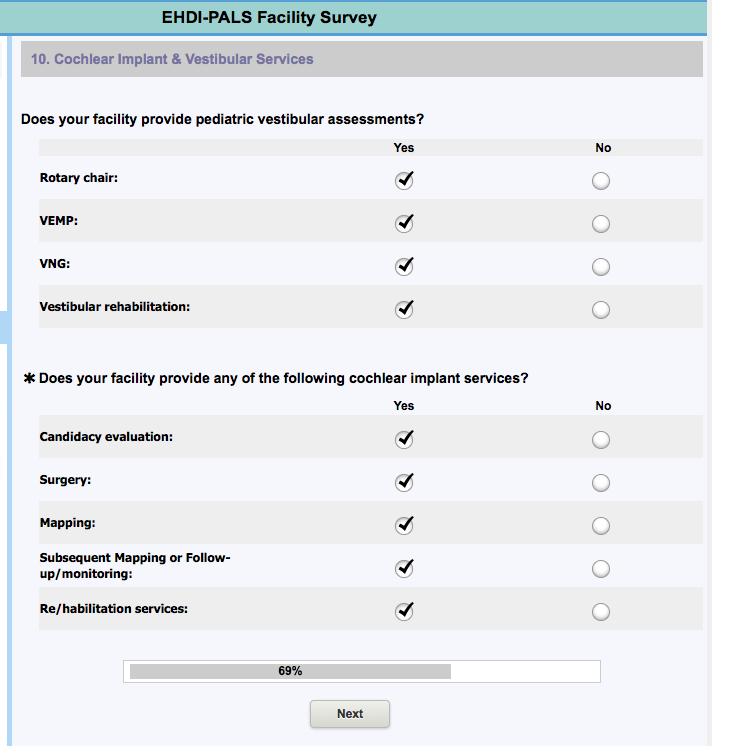 EHDI-PALS Facility Survey
10. Cochlear Implant & Vestibular Services
Does your facility provide pediatric vestibular assessments?
Yes No
Rotary chair:
VEMP:
VNG:
Vestibular rehabilitation:
✱ Does your facility provide any of the following cochlear implant services?
Yes No
Candidacy evaluation:
Surgery:
Mapping:
Subsequent Mapping or Follow-
up/monitoring:
Re/habilitation services:
69%
Next